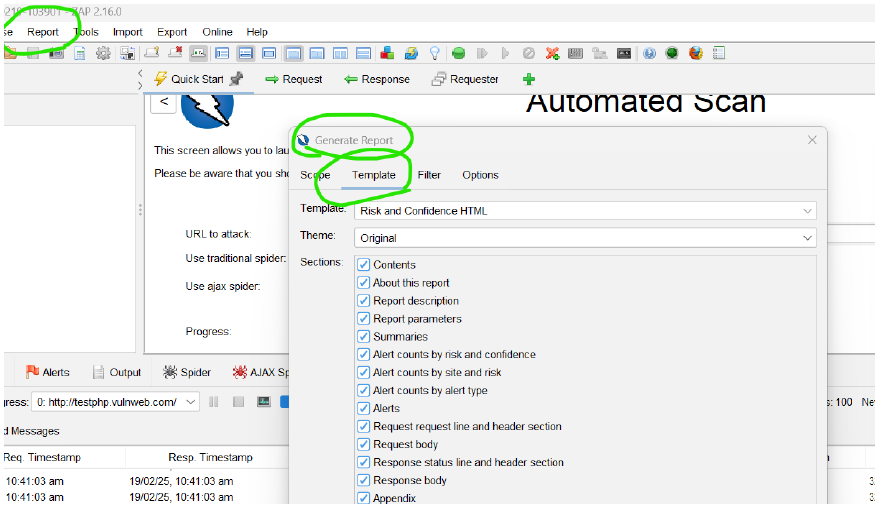 219-103901 - ZAP 2.16.0
se Report Tools Import Export Online Help
Quick Start Request Response Requester
<
Automated Scan
This screen allows you to lau
Please be aware that you sho
URL to attack:
Use traditional spider:
Use ajax spider:
Progress:
Generate Report
Scope Template Filter Options
Template: Risk and Confidence HTML
Theme: Original
Sections: Contents
About this report
Report description
Report parameters
Summaries
Alert counts by risk and confidence
Alert counts by site and risk
Alert counts by alert type
Alerts
Request request line and header section
Request body
Response status line and header section
Response body
Appendix
Alerts Output Spider AJAX Sp
gress: 0: http://testphp.vulnweb.com/ s: 100 Ne
d Messages
Req. Timestamp Resp. Timestamp
10:41:03 am 19/02/25, 10:41:03 am
10:41:03 am 19/02/25, 10:41:03 am